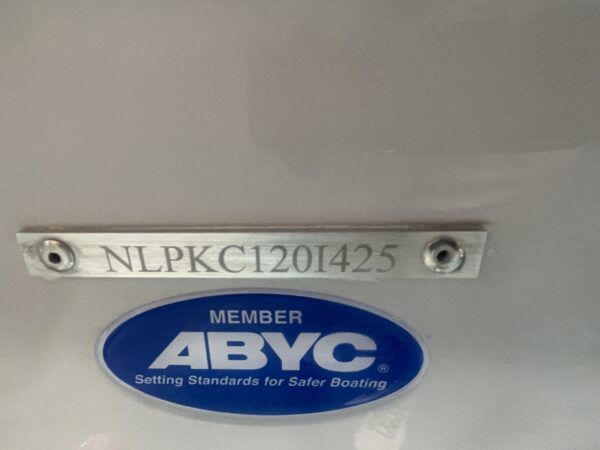 NLPKC120I425
MEMBER
ABYC®
Setting Standards for Safer Boating